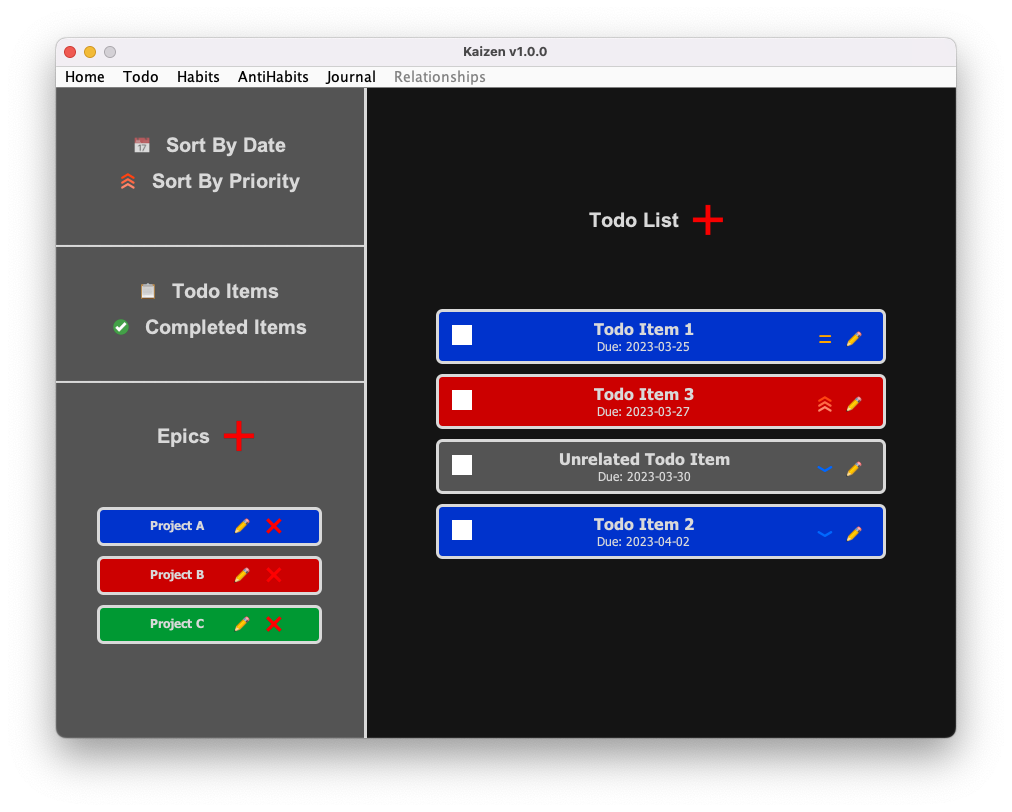 Kaizen v1.0.0
Home Todo Habits AntiHabits Journal Relationships
Sort By Date
Sort By Priority
Todo Items
Completed Items
Epics
Project A
Project B
Project C
Todo List
Todo Item 1
Due: 2023-03-25
Todo Item 3
Due: 2023-03-27
Unrelated Todo Item
Due: 2023-03-30
Todo Item 2
Due: 2023-04-02